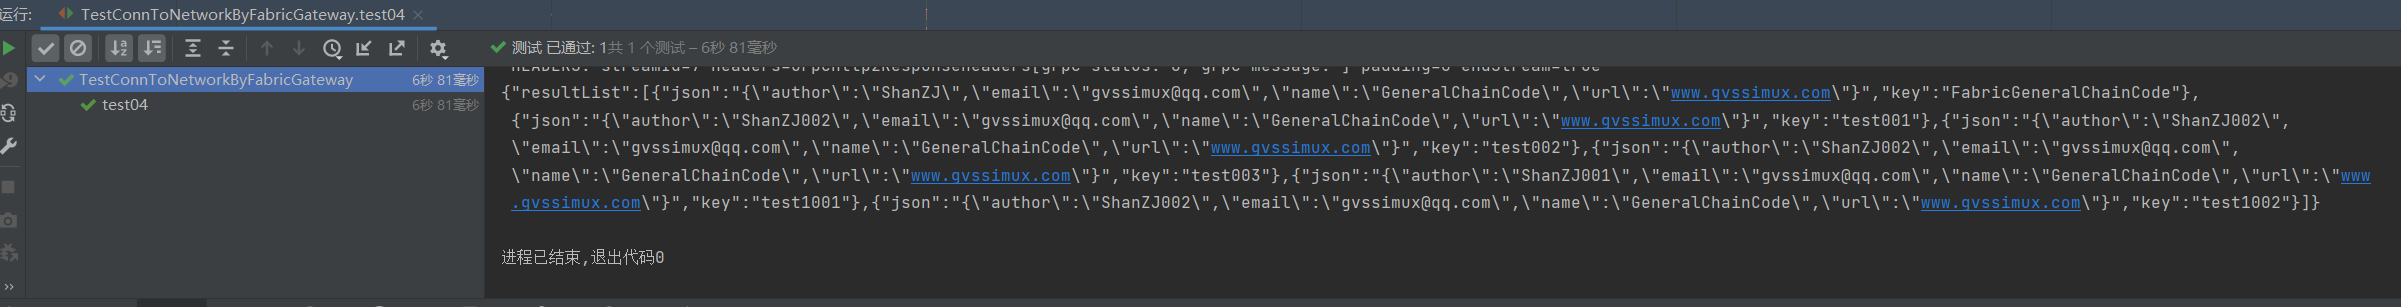 运行: TestConnToNetworkByFabricGateway.test04
测试 已通过: 1共 1 个测试 – 6秒 81毫秒
TestConnToNetworkByFabricGateway 6秒 81毫秒
test04 6秒 81毫秒
{"resultList":[{"json":"{\"author\":\"ShanZJ\",\"email\":\"gvssimux@qq.com\",\"name\":\"GeneralChainCode\",\"url\":\"www.gvssimux.com\"}","key":"FabricGeneralChainCode"},
{"json":"{\"author\":\"ShanZJ002\",\"email\":\"gvssimux@qq.com\",\"name\":\"GeneralChainCode\",\"url\":\"www.gvssimux.com\"}","key":"test001"},{"json":"{\"author\":\"ShanZJ002\",
\"email\":\"gvssimux@qq.com\",\"name\":\"GeneralChainCode\",\"url\":\"www.gvssimux.com\"}","key":"test002"},{"json":"{\"author\":\"ShanZJ002\",\"email\":\"gvssimux@qq.com\",
\"name\":\"GeneralChainCode\",\"url\":\"www.gvssimux.com\"}","key":"test003"},{"json":"{\"author\":\"ShanZJ001\",\"email\":\"gvssimux@qq.com\",\"name\":\"GeneralChainCode\",\"url\":\"www
.gvssimux.com\"}","key":"test1001"},{"json":"{\"author\":\"ShanZJ002\",\"email\":\"gvssimux@qq.com\",\"name\":\"GeneralChainCode\",\"url\":\"www.gvssimux.com\"}","key":"test1002"}]}
进程已结束,退出代码0